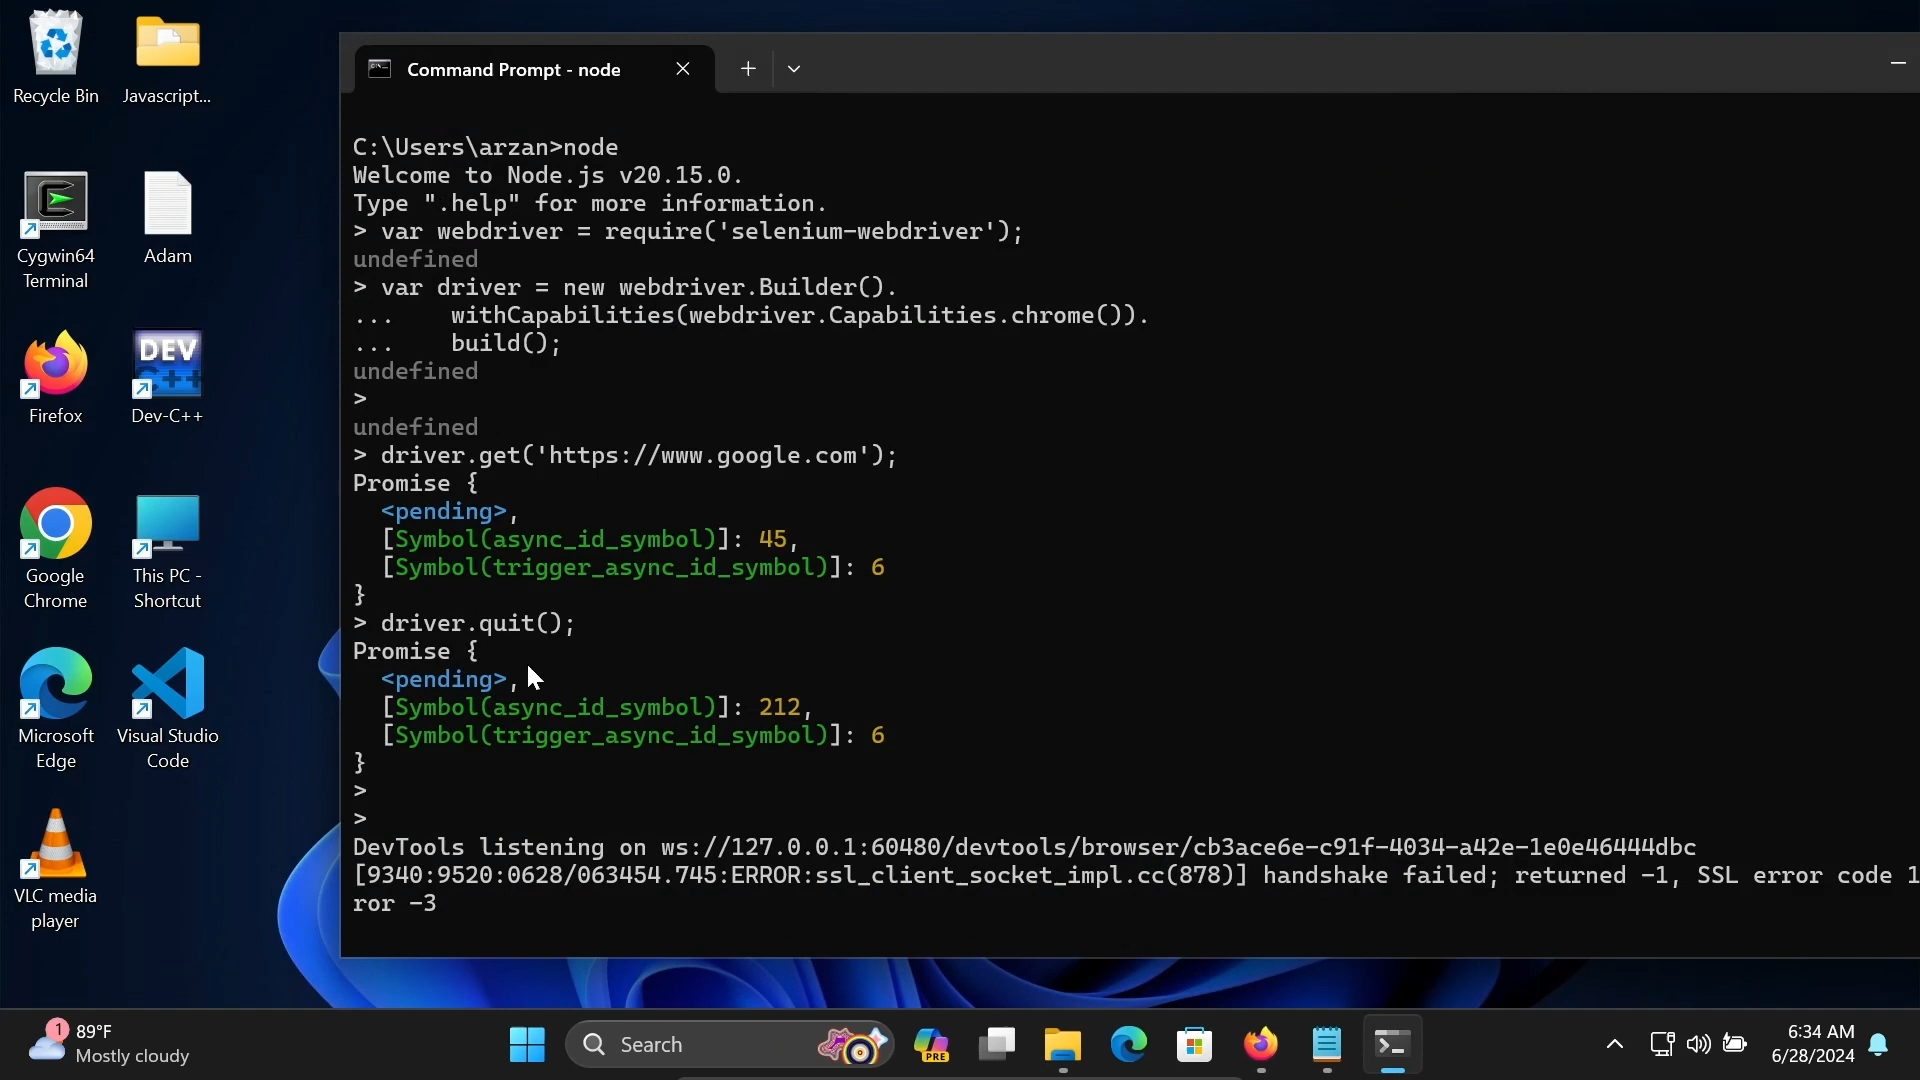 Recycle Bin
Javascript...
Cygwin64
Terminal
Adam
Firefox
DEV
C++
Dev-C++
Google
Chrome
This PC -
Shortcut
Microsoft
Edge
Visual Studio
Code
VLC media
player
Command Prompt - node
C:\Users\arzan>node
Welcome to Node.js v20.15.0.
Type ".help" for more information.
> var webdriver = require('selenium-webdriver');
undefined
> var driver = new webdriver.Builder().
...    withCapabilities(webdriver.Capabilities.chrome()).
...    build();
undefined
>
undefined
> driver.get('https://www.google.com');
Promise {
  <pending>,
  [Symbol(async_id_symbol)]: 45,
  [Symbol(trigger_async_id_symbol)]: 6
}
> driver.quit();
Promise {
  <pending>,
  [Symbol(async_id_symbol)]: 212,
  [Symbol(trigger_async_id_symbol)]: 6
}
>
>
DevTools listening on ws://127.0.0.1:60480/devtools/browser/cb3ace6e-c91f-4034-a42e-1e0e46444dbc
[9340:9520:0628/063454.745:ERROR:ssl_client_socket_impl.cc(878)] handshake failed; returned -1, SSL error code 1
ror -3
1
89°F
Mostly cloudy
Search
PRE
6:34 AM
6/28/2024